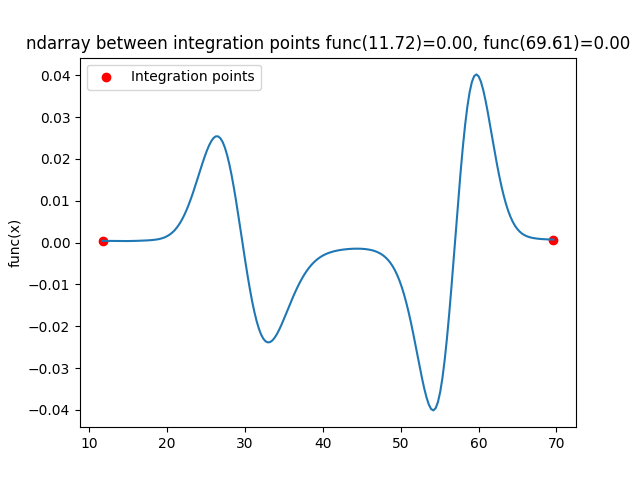 ndarray between integration points func(11.72)=0.00, func(69.61)=0.00
Integration points
func(x)
0.04
0.03
0.02
0.01
0.00
−0.01
−0.02
−0.03
−0.04
10 20 30 40 50 60 70